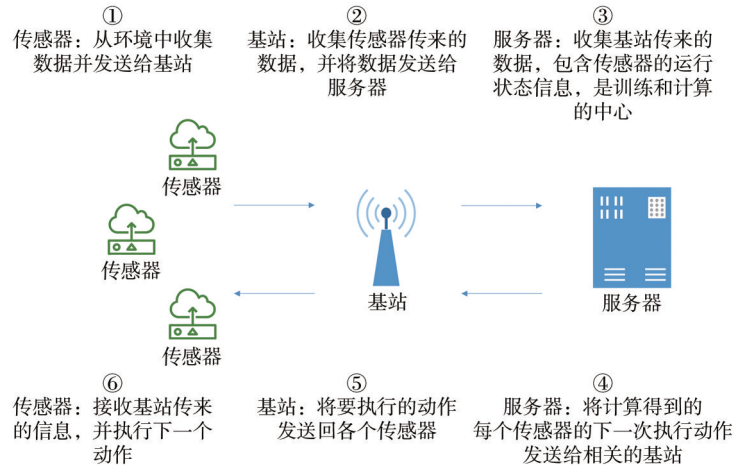 ①
传感器：从环境中收集
数据并发送给基站
②
基站：收集传感器传来的
数据，并将数据发送给
服务器
③
服务器：收集基站传来的
数据，包含传感器的运行
状态信息，是训练和计算
的中心
传感器
传感器
传感器
基站
服务器
⑥
传感器：接收基站传来
的信息，并执行下一个
动作
⑤
基站：将要执行的动作
发送回各个传感器
④
服务器：将计算得到的
每个传感器的下一次执行动作
发送给相关的基站